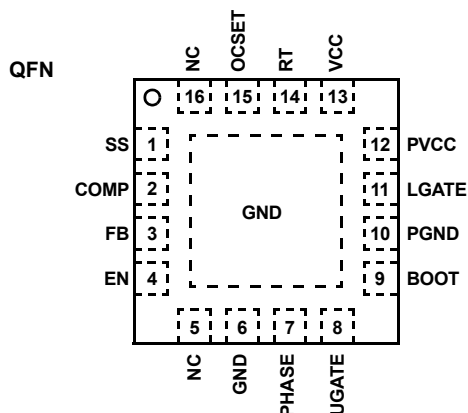 QFN
NC
OCSET
RT
VCC
16
15
14
13
SS
1
12
PVCC
COMP
2
11
LGATE
GND
FB
3
10
PGND
EN
4
9
BOOT
5
6
7
8
NC
GND
PHASE
UGATE